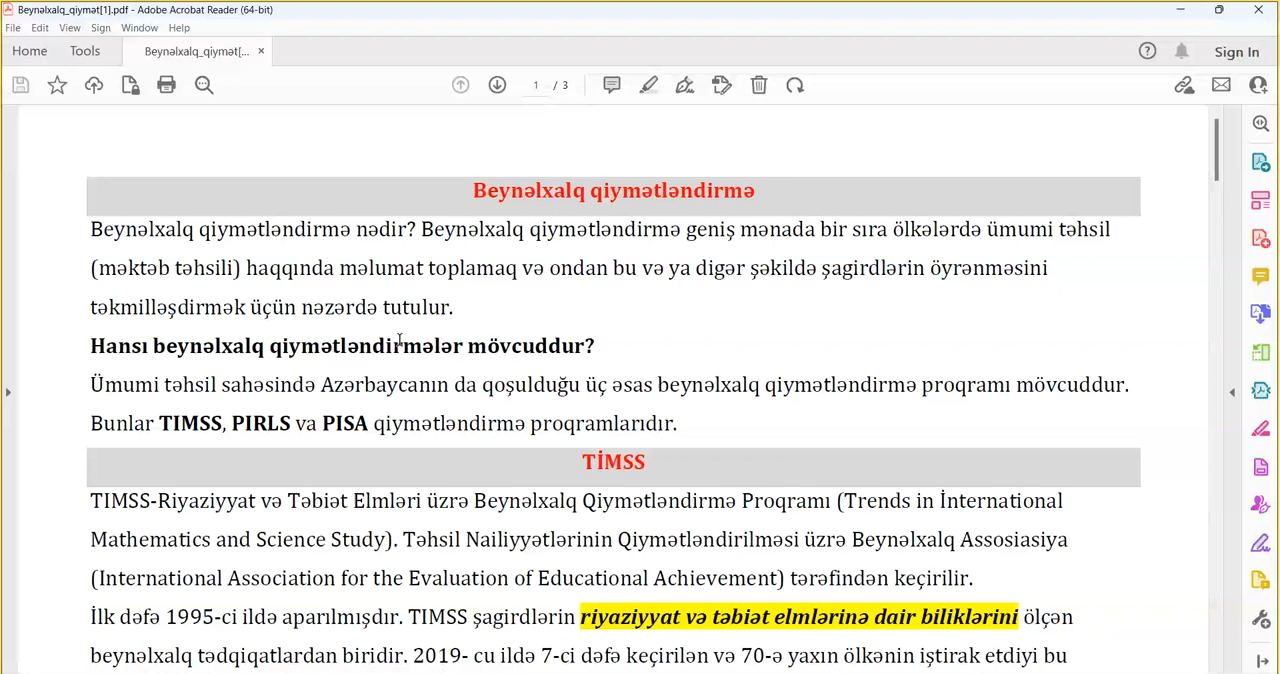 Beynəlxalq_qiymət[1].pdf - Adobe Acrobat Reader (64-bit)
File Edit View Sign Window Help
Home Tools Beynəlxalq_qiymət[... × Sign In
1 / 3
Beynəlxalq qiymətləndirmə
Beynəlxalq qiymətləndirmə nədir? Beynəlxalq qiymətləndirmə geniş mənada bir sıra ölkələrdə ümumi təhsil
(məktəb təhsili) haqqında məlumat toplamaq və ondan bu və ya digər şəkildə şagirdlərin öyrənməsini
təkmilləşdirmək üçün nəzərdə tutulur.
Hansı beynəlxalq qiymətləndirmələr mövcuddur?
Ümumi təhsil sahəsində Azərbaycanın da qoşulduğu üç əsas beynəlxalq qiymətləndirmə proqramı mövcuddur.
Bunlar TIMSS, PIRLS va PISA qiymətləndirmə proqramlarıdır.
TİMSS
TIMSS-Riyaziyyat və Təbiət Elmləri üzrə Beynəlxalq Qiymətləndirmə Proqramı (Trends in İnternational
Mathematics and Science Study). Təhsil Nailiyyətlərinin Qiymətləndirilməsi üzrə Beynəlxalq Assosiasiya
(International Association for the Evaluation of Educational Achievement) tərəfindən keçirilir.
İlk dəfə 1995-ci ildə aparılmışdır. TIMSS şagirdlərin riyaziyyat və təbiət elmlərinə dair biliklərini ölçən
beynəlxalq tədqiqatlardan biridir. 2019- cu ildə 7-ci dəfə keçirilən və 70-ə yaxın ölkənin iştirak etdiyi bu